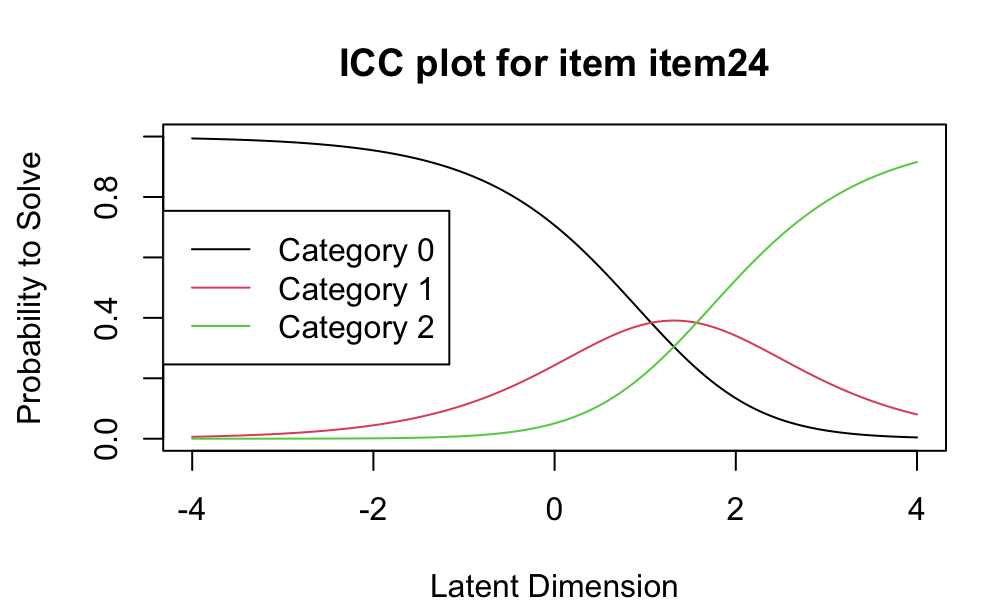 ICC plot for item item24
Probability to Solve
0.8
0.4
0.0
Category 0
Category 1
Category 2
-4 -2 0 2 4
Latent Dimension